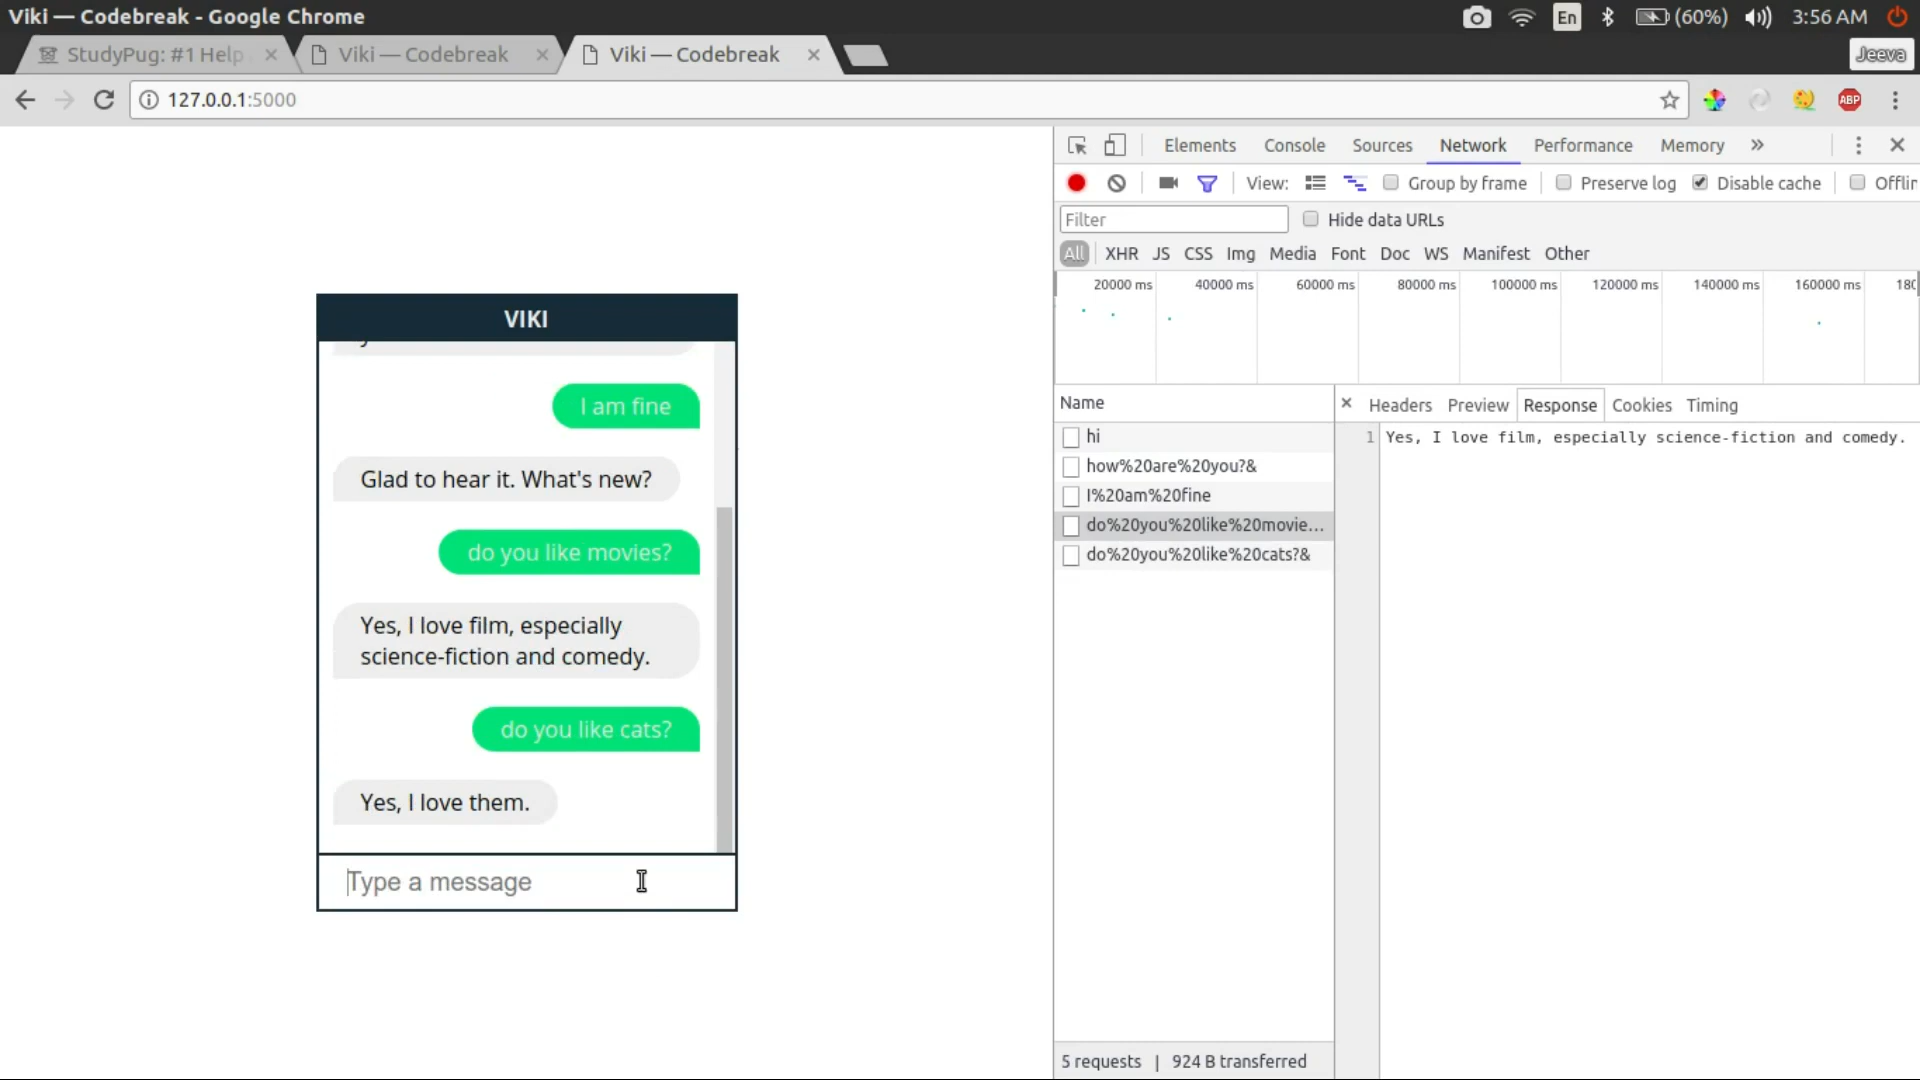 Viki — Codebreak - Google Chrome
En
(60%)
3:56 AM
StudyPug: #1 Help
Viki — Codebreak
Viki — Codebreak
Jeeva
127.0.0.1:5000
ABP
Elements Console Sources Network Performance Memory
View: Group by frame Preserve log Disable cache Offlin
Filter Hide data URLs
All XHR JS CSS Img Media Font Doc WS Manifest Other
20000 ms 40000 ms 60000 ms 80000 ms 100000 ms 120000 ms 140000 ms 160000 ms 180
VIKI
I am fine
Glad to hear it. What's new?
do you like movies?
Yes, I love film, especially
science-fiction and comedy.
do you like cats?
Yes, I love them.
Type a message
Name
hi
how%20are%20you?&
I%20am%20fine
do%20you%20like%20movie...
do%20you%20like%20cats?&
5 requests | 924 B transferred
Headers Preview Response Cookies Timing
1 Yes, I love film, especially science-fiction and comedy.